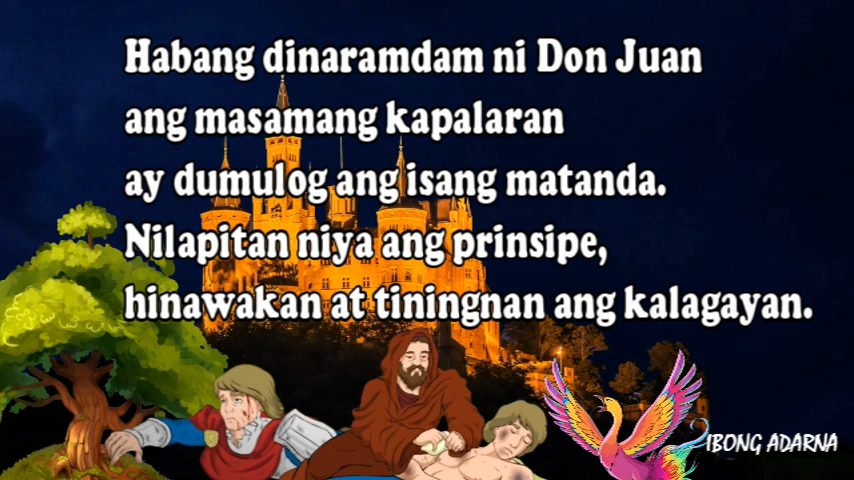 Habang dinaramdam ni Don Juan
ang masamang kapalaran
ay dumulog ang isang matanda.
Nilapitan niya ang prinsipe,
hinawakan at tiningnan ang kalagayan.
IBONG ADARNA